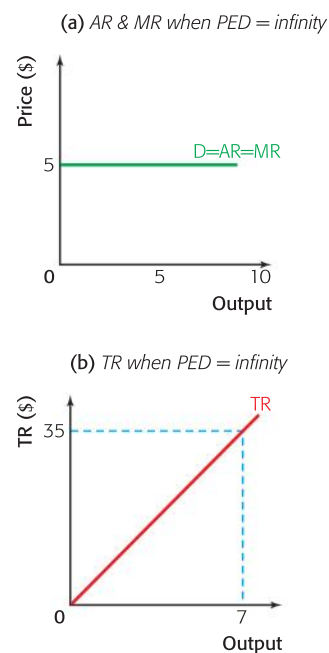 (a) AR & MR when PED = infinity
Price ($)
D=AR=MR
5
0 5 10
Output
(b) TR when PED = infinity
TR ($)
TR
35
0 7
Output